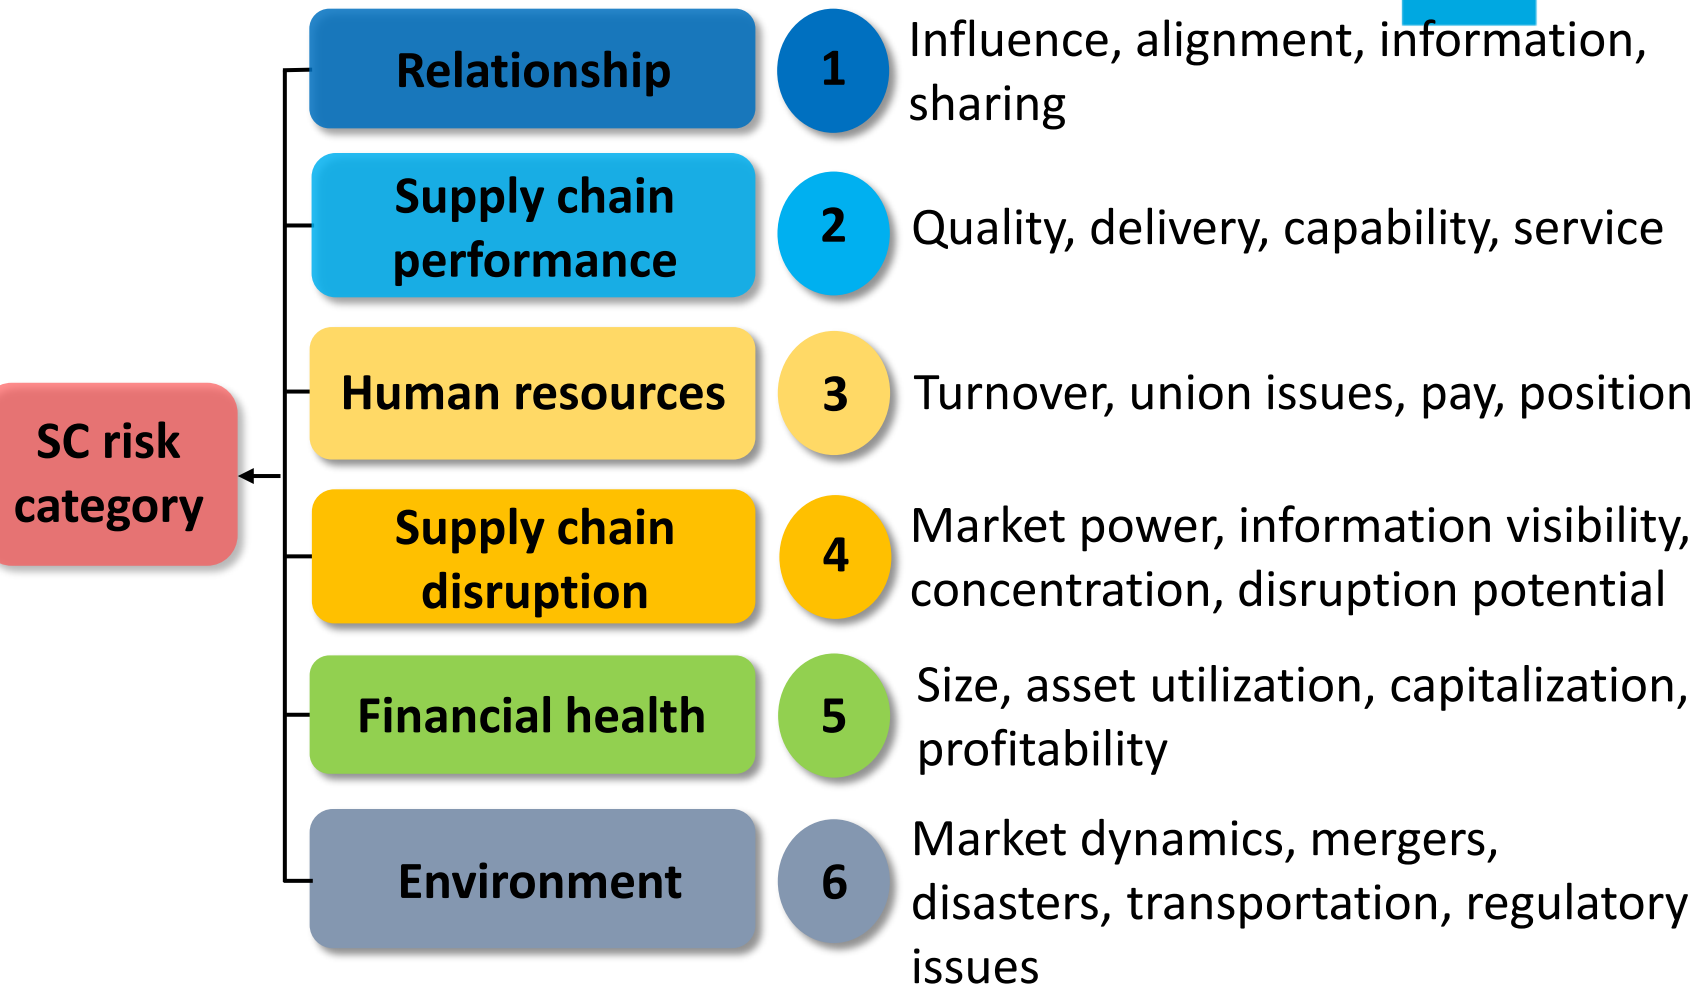 Relationship
1
Influence, alignment, information,
sharing
Supply chain
performance
2
Quality, delivery, capability, service
Human resources
3
Turnover, union issues, pay, position
SC risk
category
Supply chain
disruption
4
Market power, information visibility,
concentration, disruption potential
Financial health
5
Size, asset utilization, capitalization,
profitability
Environment
6
Market dynamics, mergers,
disasters, transportation, regulatory
issues